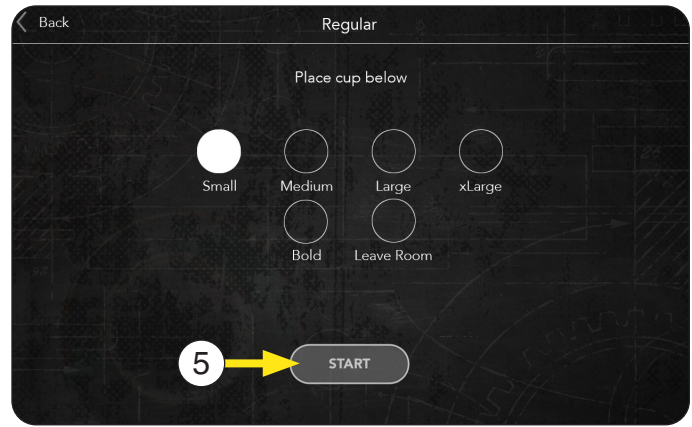 Back
Regular
Place cup below
Small Medium Large xLarge
Bold Leave Room
5 START